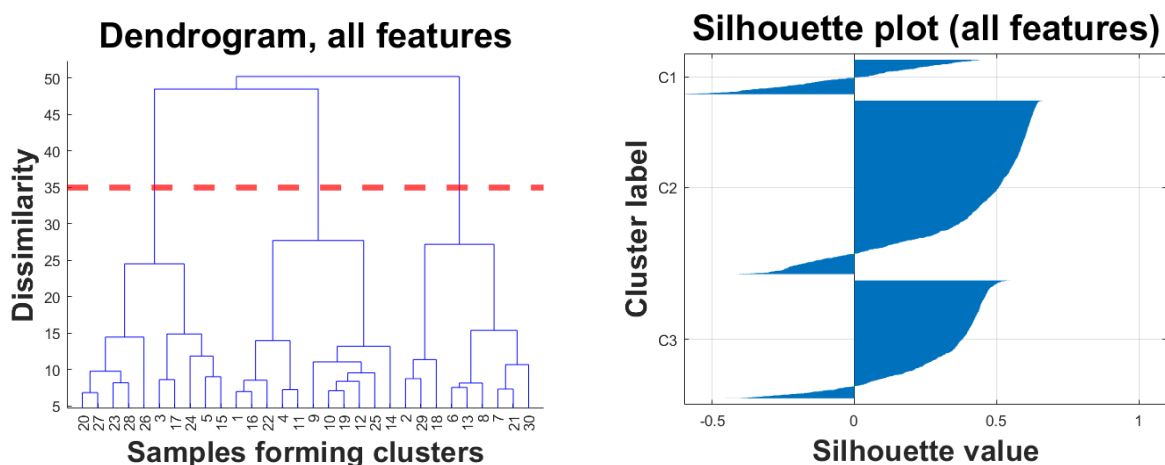 Dendrogram, all features
50
45
40
35
30
25
20
15
10
5
Dissimilarity
20 27 23 28 26 3 17 24 5 15 1 16 22 4 11 9 10 19 12 25 14 2 29 18 6 13 8 7 21 30
Samples forming clusters
Silhouette plot (all features)
C1
C2
C3
Cluster label
-0.5 0 0.5 1
Silhouette value